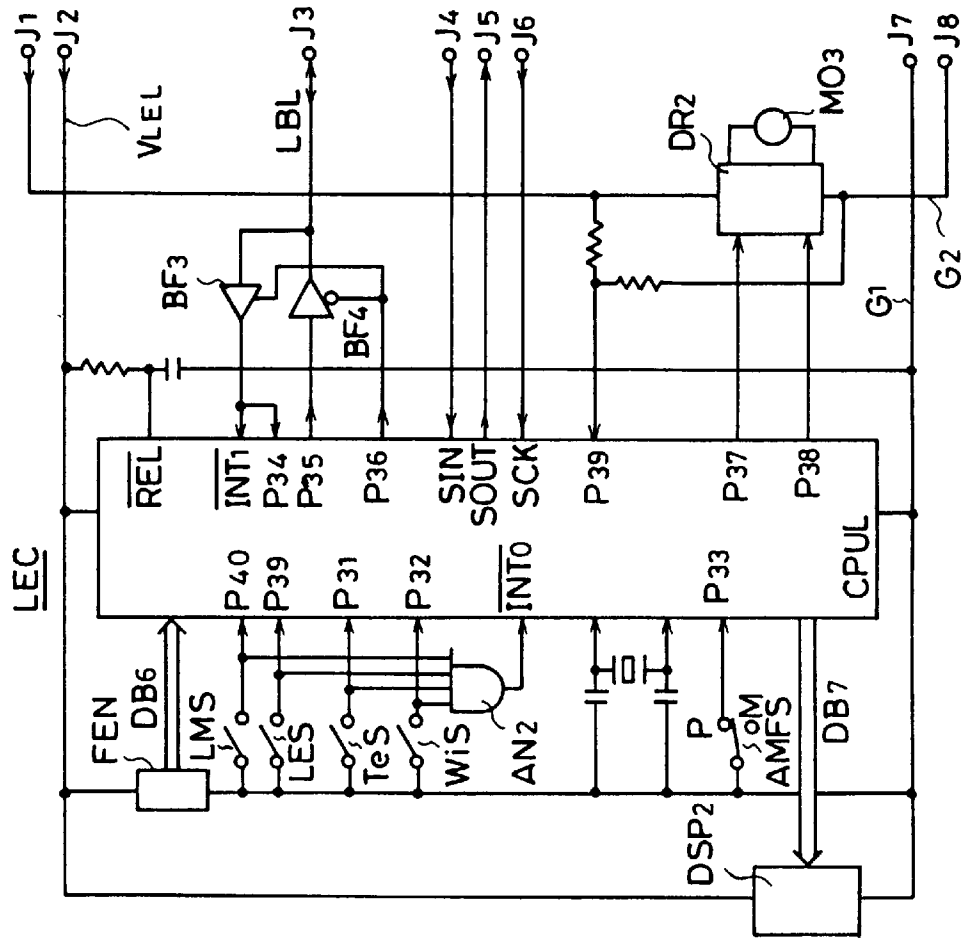 LEC
J1
J2
J3
J4
J5
J6
J7
J8
VLEL
LBL
BF3
BF4
MO3
DR2
G1
G2
REL
INT1
P34
P35
P36
SIN
SOUT
SCK
P39
P37
P38
P40
P39
P31
P32
INT0
P33
CPUL
FEN
DB6
LMS
LES
TeS
WiS
AN2
P
oM
AMFS
DB7
DSP2